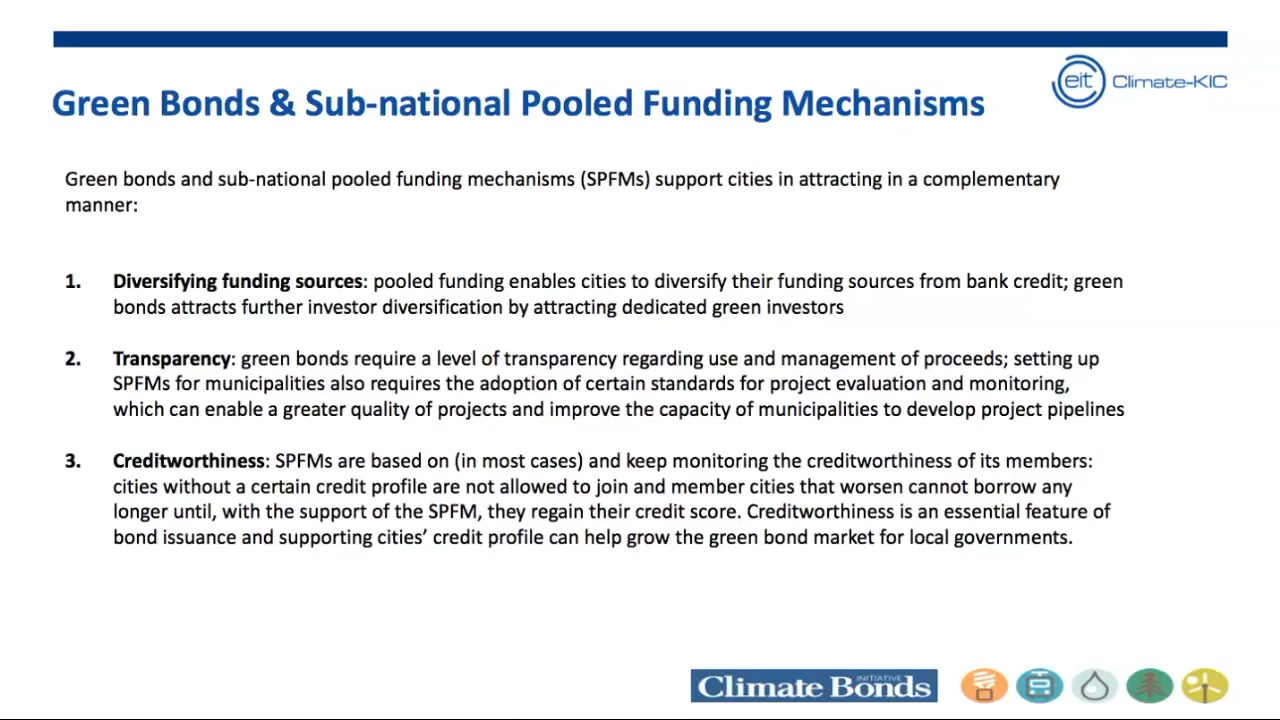 eit Climate-KIC
Green Bonds & Sub-national Pooled Funding Mechanisms
Green bonds and sub-national pooled funding mechanisms (SPFMs) support cities in attracting in a complementary
manner:
1. Diversifying funding sources: pooled funding enables cities to diversify their funding sources from bank credit; green
bonds attracts further investor diversification by attracting dedicated green investors
2. Transparency: green bonds require a level of transparency regarding use and management of proceeds; setting up
SPFMs for municipalities also requires the adoption of certain standards for project evaluation and monitoring,
which can enable a greater quality of projects and improve the capacity of municipalities to develop project pipelines
3. Creditworthiness: SPFMs are based on (in most cases) and keep monitoring the creditworthiness of its members:
cities without a certain credit profile are not allowed to join and member cities that worsen cannot borrow any
longer until, with the support of the SPFM, they regain their credit score. Creditworthiness is an essential feature of
bond issuance and supporting cities’ credit profile can help grow the green bond market for local governments.
Climate Bonds INITIATIVE